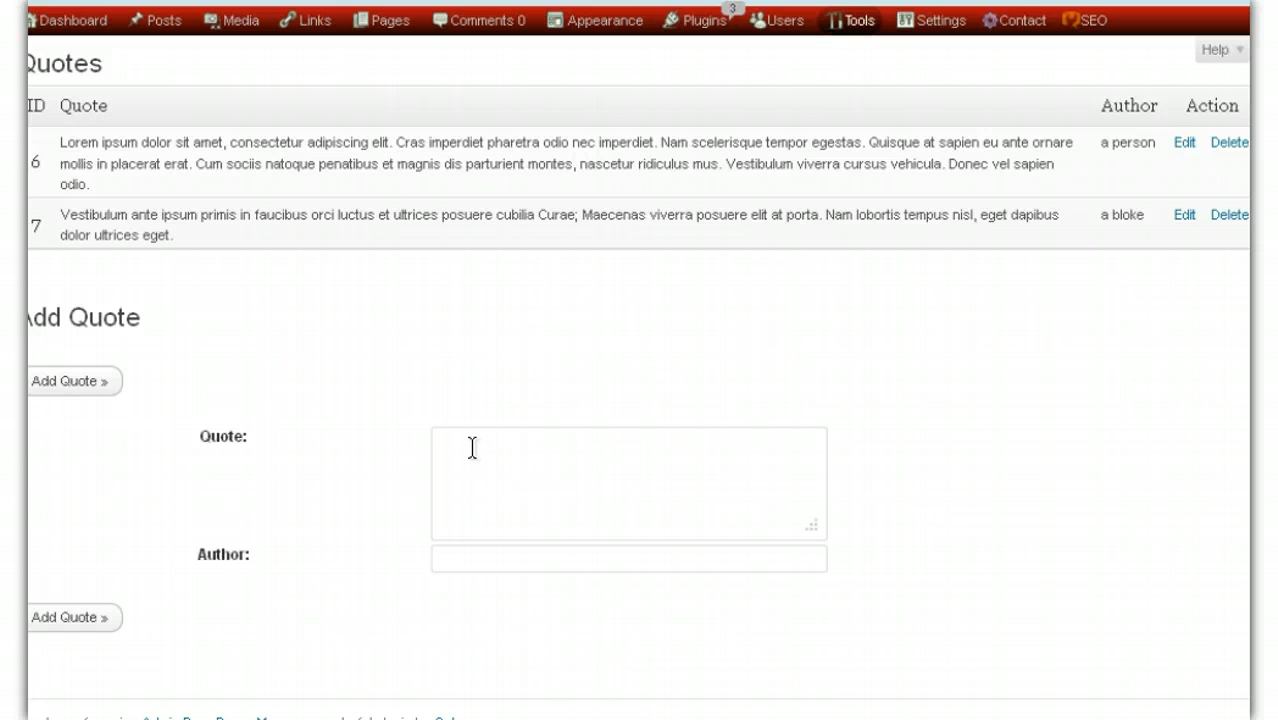 Dashboard Posts Media Links Pages Comments 0 Appearance Plugins 3 Users Tools Settings Contact SEO
Help
Quotes
ID Quote Author Action
6 Lorem ipsum dolor sit amet, consectetur adipiscing elit. Cras imperdiet pharetra odio nec imperdiet. Nam scelerisque tempor egestas. Quisque at sapien eu ante ornare a person Edit Delete
mollis in placerat erat. Cum sociis natoque penatibus et magnis dis parturient montes, nascetur ridiculus mus. Vestibulum viverra cursus vehicula. Donec vel sapien
odio.
7 Vestibulum ante ipsum primis in faucibus orci luctus et ultrices posuere cubilia Curae; Maecenas viverra posuere elit at porta. Nam lobortis tempus nisl, eget dapibus a bloke Edit Delete
dolor ultrices eget.
Add Quote
Add Quote »
Quote:
Author:
Add Quote »